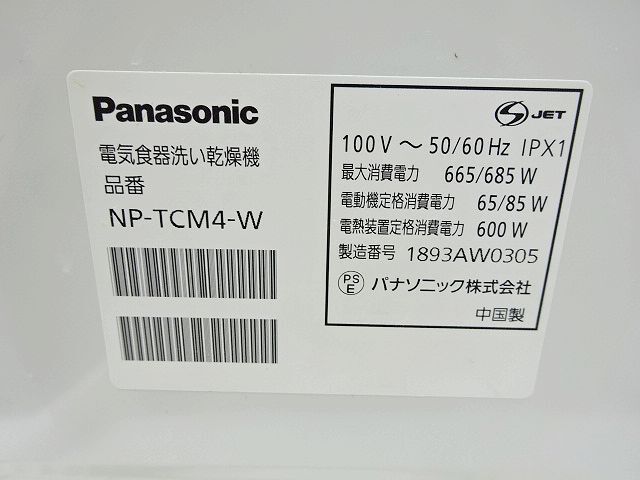 Panasonic
電気食器洗い乾燥機
品番
NP-TCM4-W
S JET
100V～50/60Hz IPX1
最大消費電力 665/685W
電動機定格消費電力 65/85W
電熱装置定格消費電力 600W
製造番号 1893AW0305
PS
E パナソニック株式会社
中国製